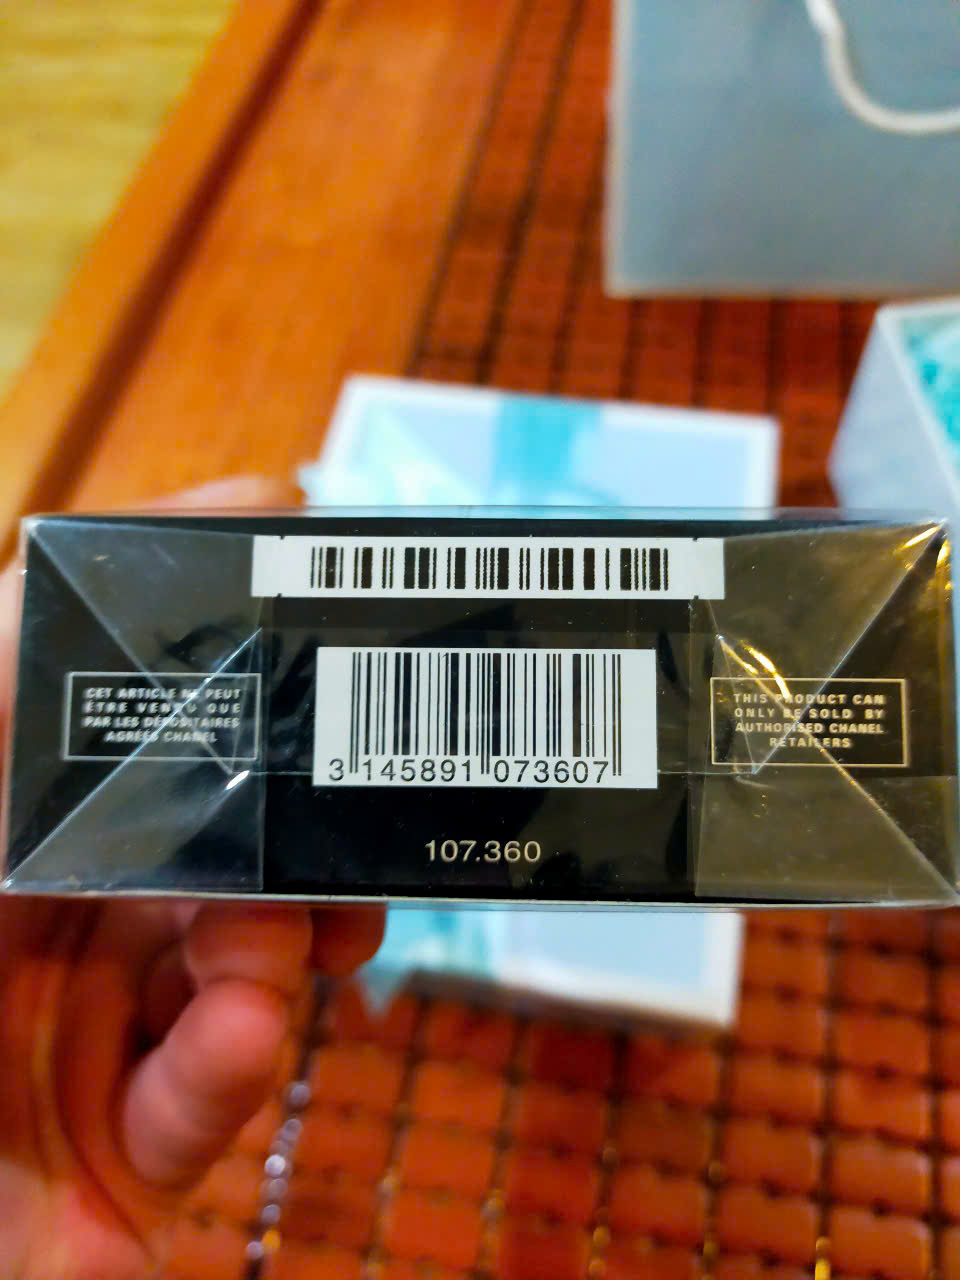 CET ARTICLE NE PEUT
ÊTRE VENDU QUE
PAR LES DÉPOSITAIRES
AGRÉÉS CHANEL
3 145891 073607
107.360
THIS PRODUCT CAN
ONLY BE SOLD BY
AUTHORISED CHANEL
RETAILERS